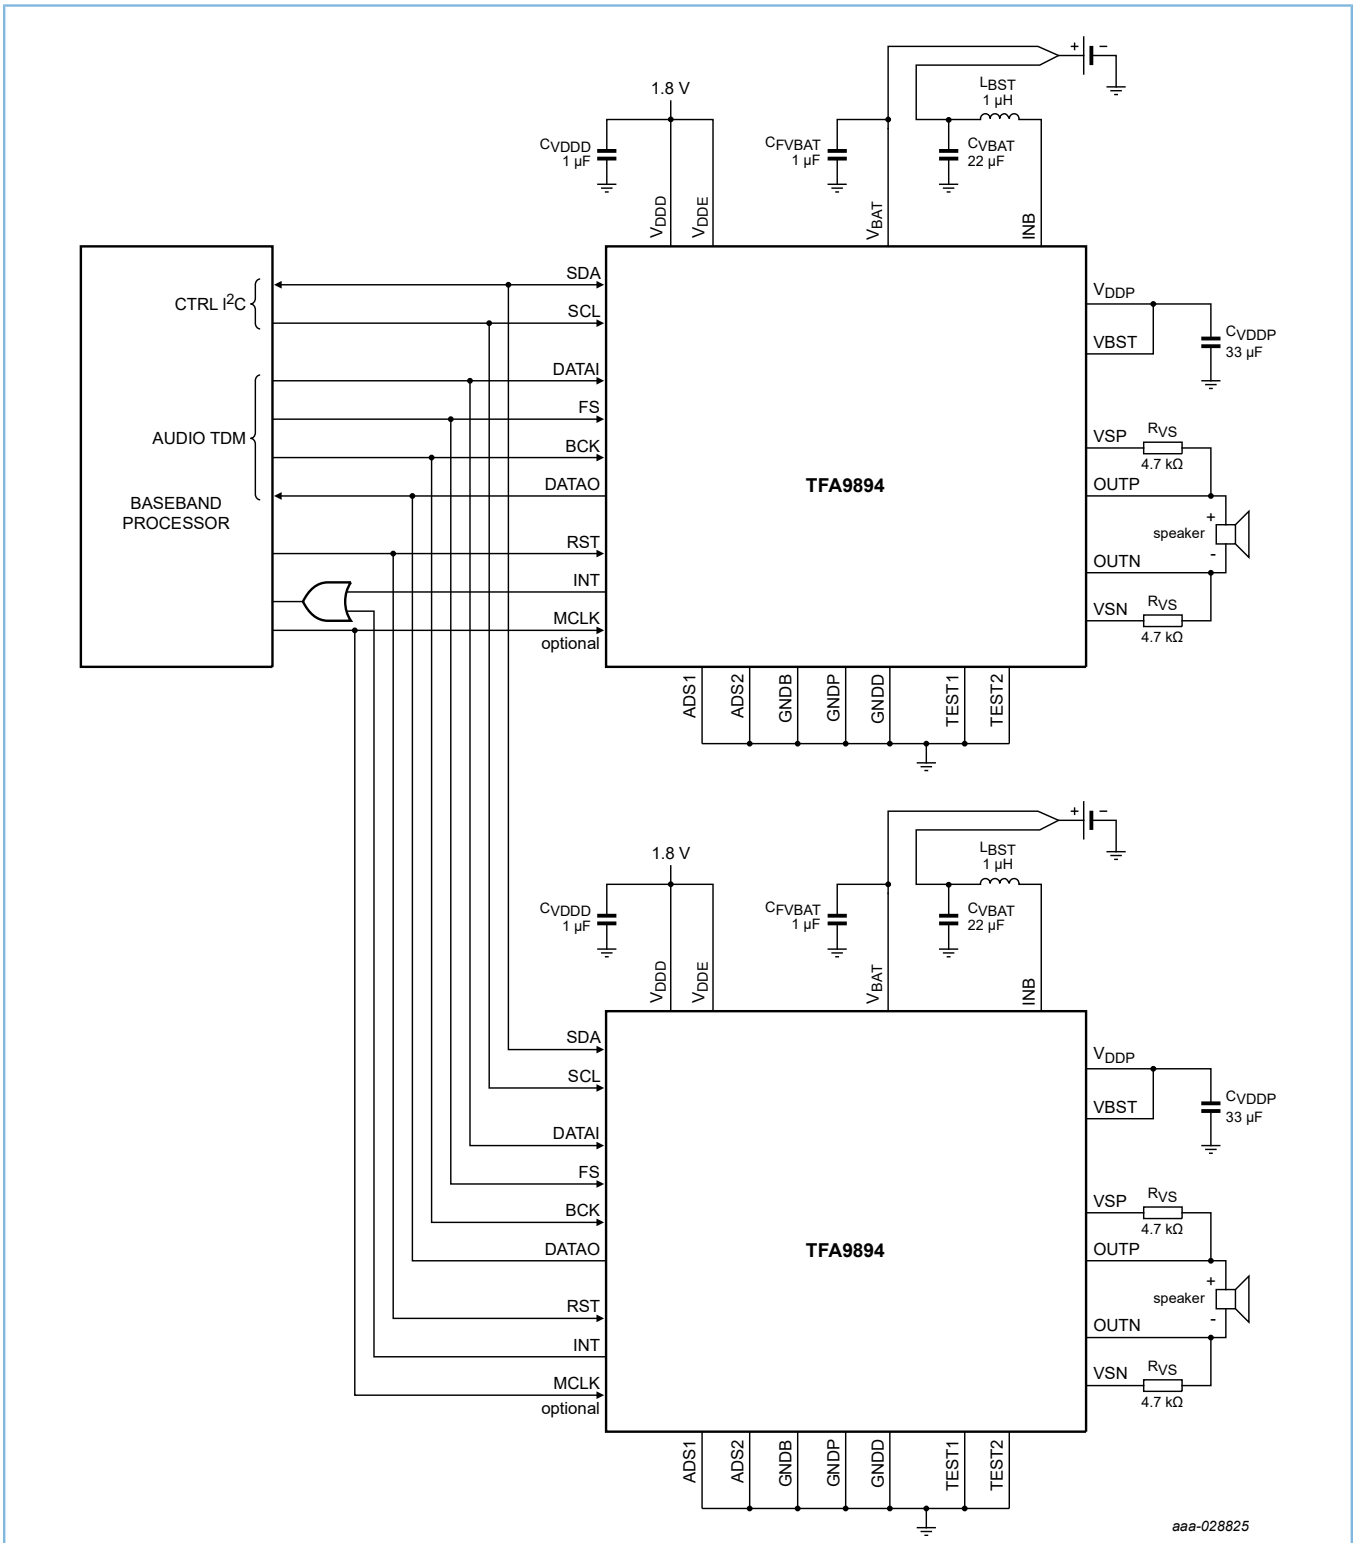 1.8 V
LBST
1 µH
CVDDD
1 µF
CFVBAT
1 µF
CVBAT
22 µF
VDDD
VDDE
VBAT
INB
CTRL I2C
AUDIO TDM
BASEBAND
PROCESSOR
SDA
SCL
DATAI
FS
BCK
DATAO
RST
INT
MCLK
optional
TFA9894
VDDP
VBST
CVDDP
33 µF
VSP
RVS
4.7 kΩ
OUTP
+
speaker
-
OUTN
VSN
RVS
4.7 kΩ
+ -
ADS1
ADS2
GNDB
GNDP
GNDD
TEST1
TEST2
1.8 V
LBST
1 µH
CVDDD
1 µF
CFVBAT
1 µF
CVBAT
22 µF
+ -
VDDD
VDDE
VBAT
INB
SDA
SCL
DATAI
FS
BCK
DATAO
RST
INT
MCLK
optional
TFA9894
VDDP
VBST
CVDDP
33 µF
VSP
RVS
4.7 kΩ
OUTP
+
speaker
-
OUTN
VSN
RVS
4.7 kΩ
ADS1
ADS2
GNDB
GNDP
GNDD
TEST1
TEST2
aaa-028825